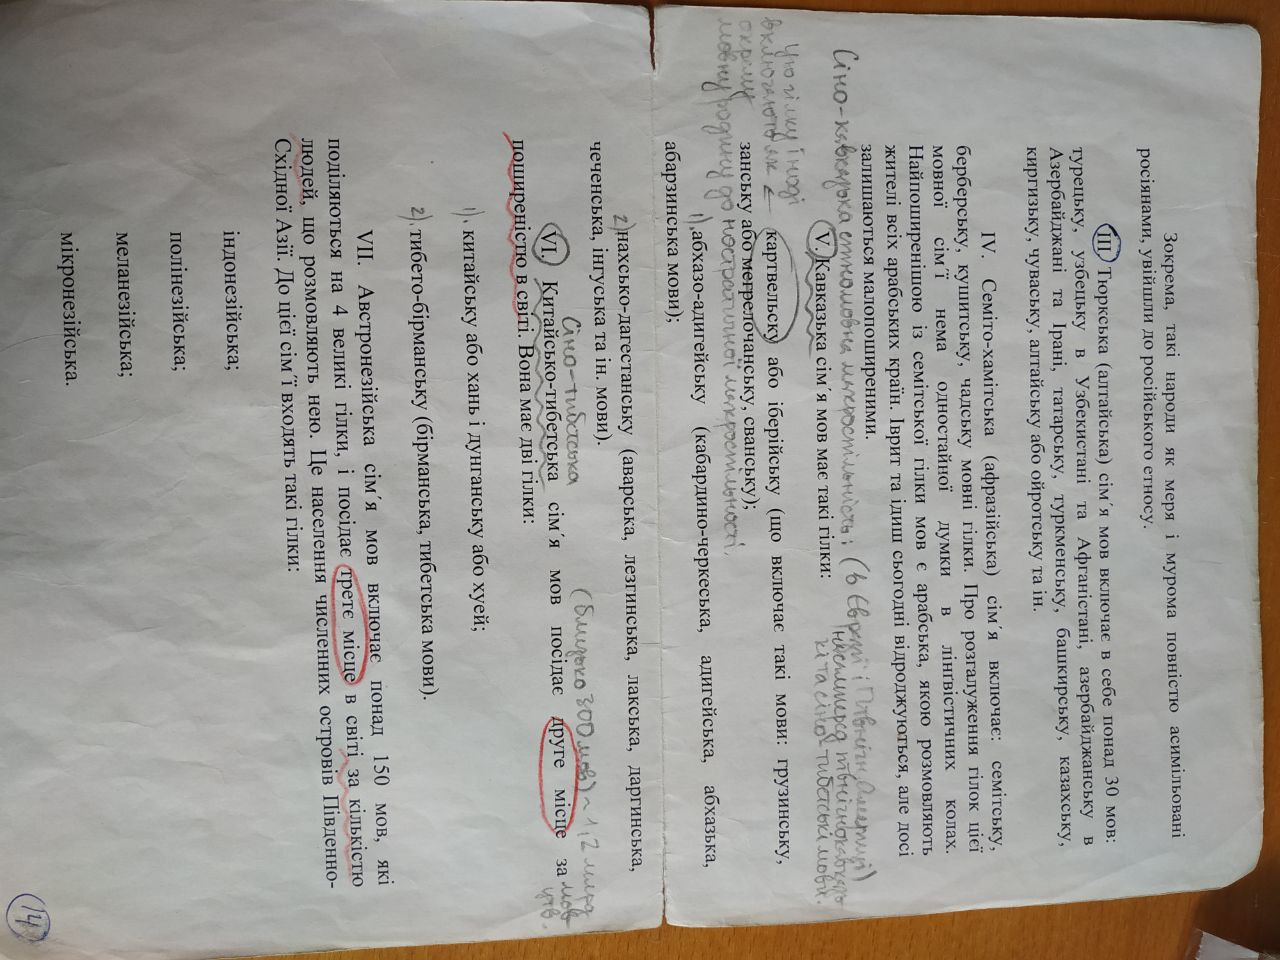 Зокрема, такі народи як меря і мурома повністю асимільовані
росіянами, увійшли до російського етносу.
III Тюркська (алтайська) сім´я мов включає в себе понад 30 мов:
турецьку, узбецьку в Узбекистані та Афганістані, азербайджанську в
Азербайджані та Ірані, татарську, туркменську, башкирську, казахську,
киргизьку, чуваську, алтайську або ойротську та ін.
IV. Семіто-хамітська (афразійська) сім´я включає: семітську,
берберську, кушитську, чадську мовні гілки. Про розгалуження гілок цієї
мовної сім´ї нема одностайної думки в лінгвістичних колах.
Найпоширенішою із семітської гілки мов є арабська, якою розмовляють
жителі всіх арабських країн. Іврит та ідиш сьогодні відроджуються, але досі
залишаються малопоширеними.
Сіно-кавказька етномовна макроспільність: (в Євразії і Північн. Америці)
насамперед північнокавказь
кі та сіно-тибетські мови.
V. Кавказька сім´я мов має такі гілки:
Цю гілку іноді
включають як
окрему
мовну родину до ностратичної макроспільності.
картвельску або іберійську (що включає такі мови: грузинську,
занську або мегрелочанську, сванську);
1) абхазо-адигейську (кабардино-черкеська, адигейська, абхазька,
абарзинська мови);
2) нахсько-дагестанську (аварська, лезгинська, лакська, даргинська,
чеченська, інгуська та ін. мови).
Сіно-тибетська
(близько 300 мов) ~ 1,2 млрд
VI. Китайсько-тибетська сім´я мов посідає друге місце за мов
поширеністю в світі. Вона має дві гілки:
1). китайську або хань і дунганську або хуей;
2). тибето-бірманську (бірманська, тибетська мови).
VII. Австронезійська сім´я мов включає понад 150 мов, які
поділяються на 4 великі гілки, і посідає третє місце в світі за кількістю
людей, що розмовляють нею. Це населення численних островів Південно-
Східної Азії. До цієї сім´ї входять такі гілки:
індонезійська;
полінезійська;
меланезійська;
мікронезійська.
14